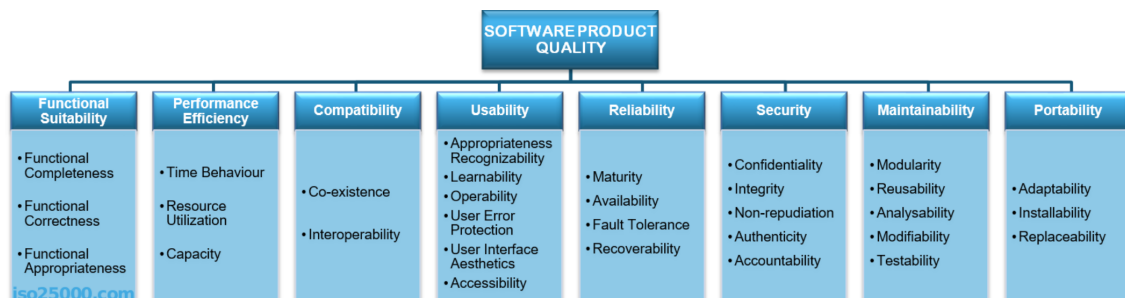 SOFTWARE PRODUCT
QUALITY
Functional
Suitability
• Functional
Completeness
• Functional
Correctness
• Functional
Appropriateness
Performance
Efficiency
• Time Behaviour
• Resource
Utilization
• Capacity
Compatibility
• Co-existence
• Interoperability
Usability
• Appropriateness
Recognizability
• Learnability
• Operability
• User Error
Protection
• User Interface
Aesthetics
• Accessibility
Reliability
• Maturity
• Availability
• Fault Tolerance
• Recoverability
Security
• Confidentiality
• Integrity
• Non-repudiation
• Authenticity
• Accountability
Maintainability
• Modularity
• Reusability
• Analysability
• Modifiability
• Testability
Portability
• Adaptability
• Installability
• Replaceability
iso25000.com